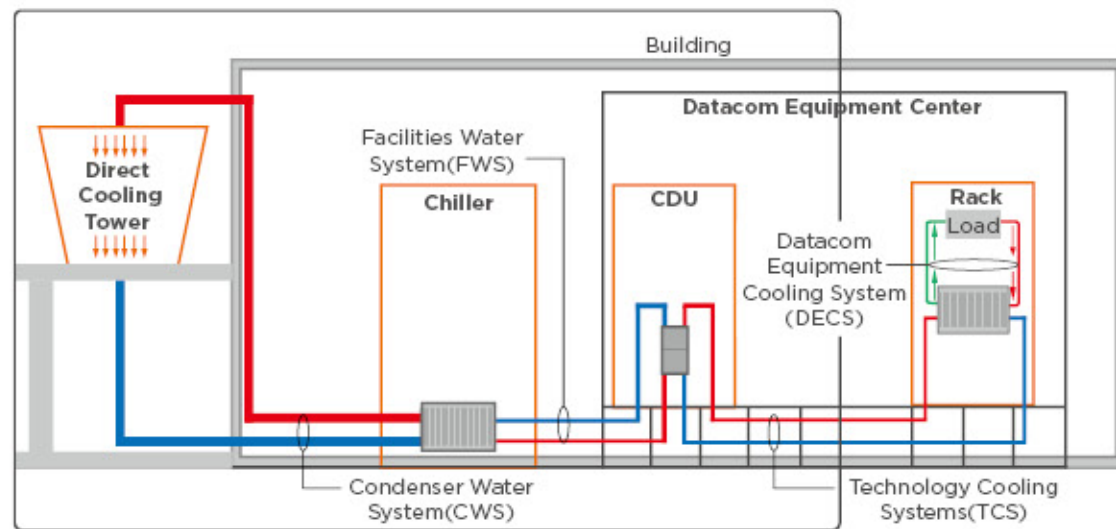 Building
Datacom Equipment Center
Facilities Water
System(FWS)
Direct
Cooling
Tower
Chiller
CDU
Rack
Load
Datacom
Equipment
Cooling System
(DECS)
Condenser Water
System(CWS)
Technology Cooling
Systems(TCS)